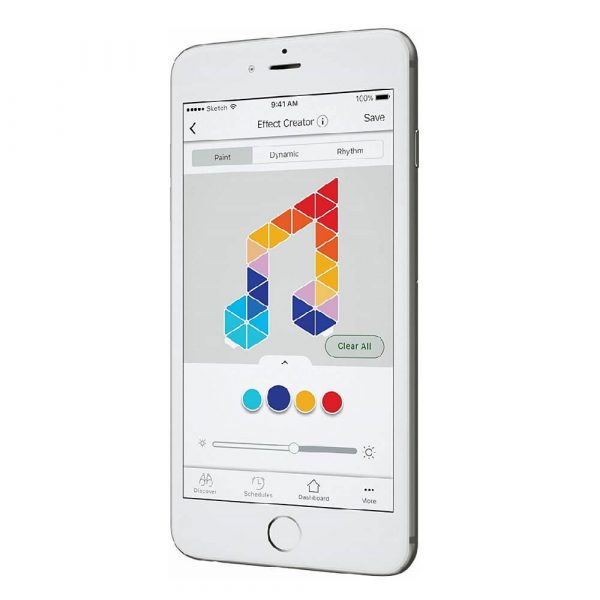 Sketch 9:41 AM 100%
Effect Creator i Save
Paint Dynamic Rhythm
Clear All
Discover Schedules Dashboard More